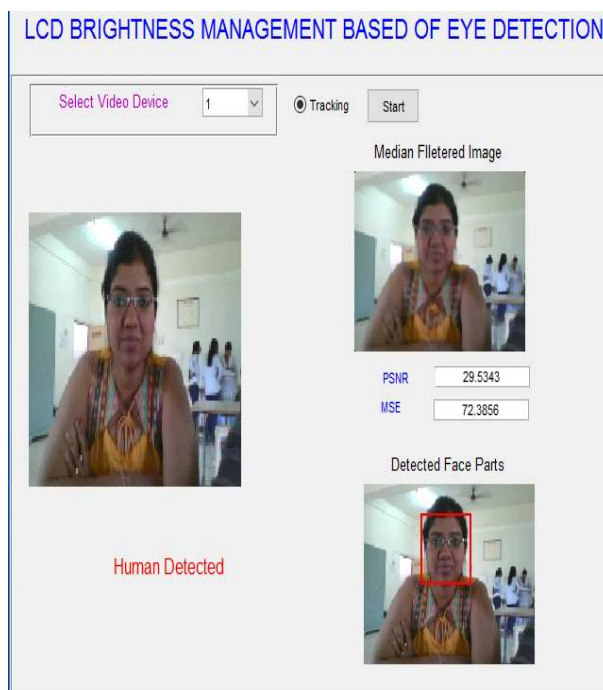 LCD BRIGHTNESS MANAGEMENT BASED OF EYE DETECTION
Select Video Device
1
Tracking
Start
Median FIletered Image
PSNR
29.5343
MSE
72.3856
Detected Face Parts
Human Detected